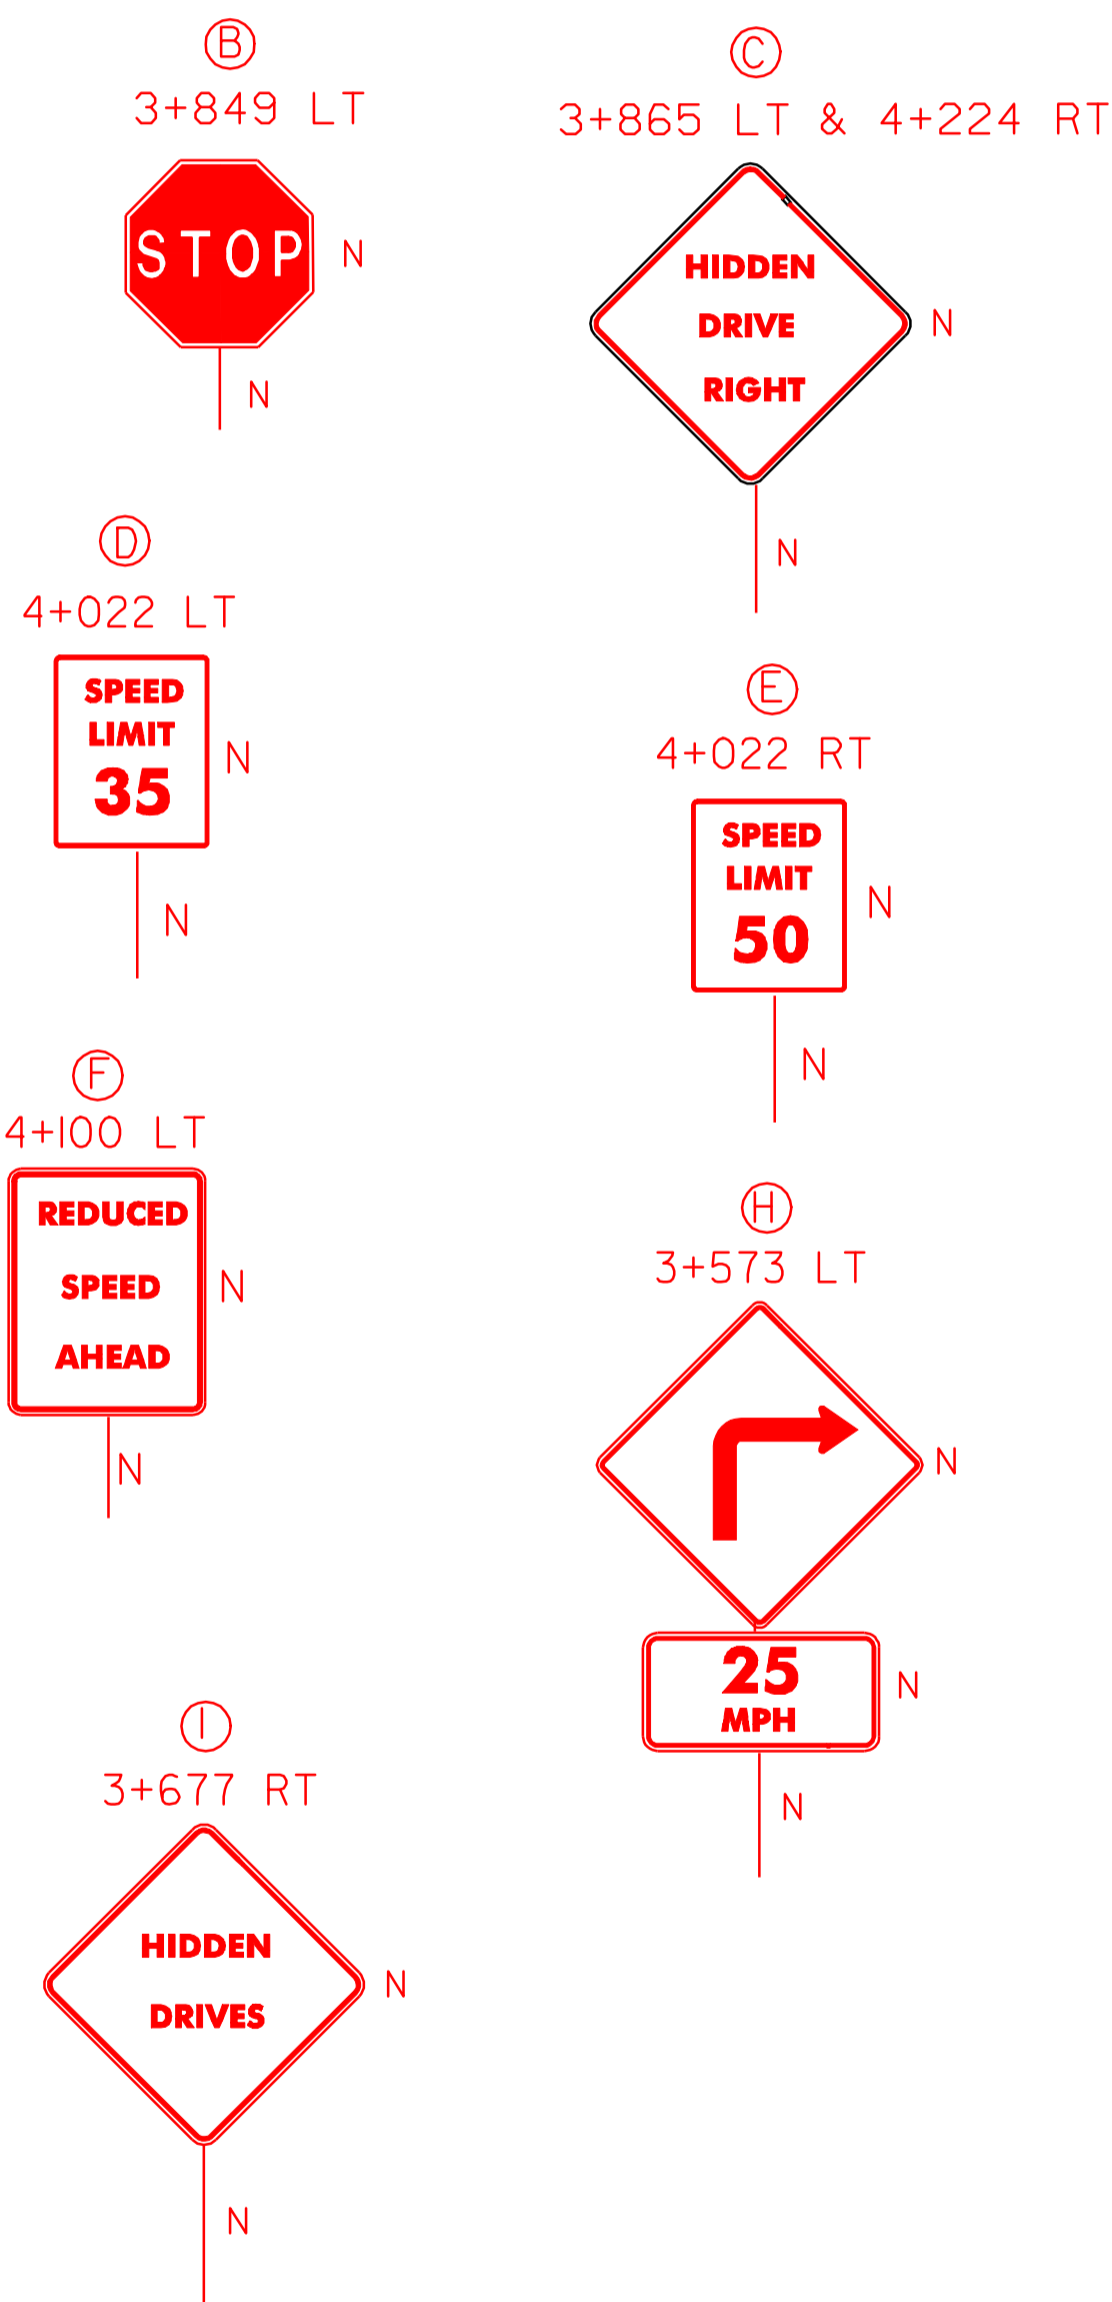 B
3+849 LT
STOP
N
N
C
3+865 LT & 4+224 RT
HIDDEN
DRIVE
RIGHT
N
N
D
4+022 LT
SPEED
LIMIT
35
N
N
E
4+022 RT
SPEED
LIMIT
50
N
N
F
4+100 LT
REDUCED
SPEED
AHEAD
N
N
H
3+573 LT
N
25
MPH
N
N
I
3+677 RT
HIDDEN
DRIVES
N
N